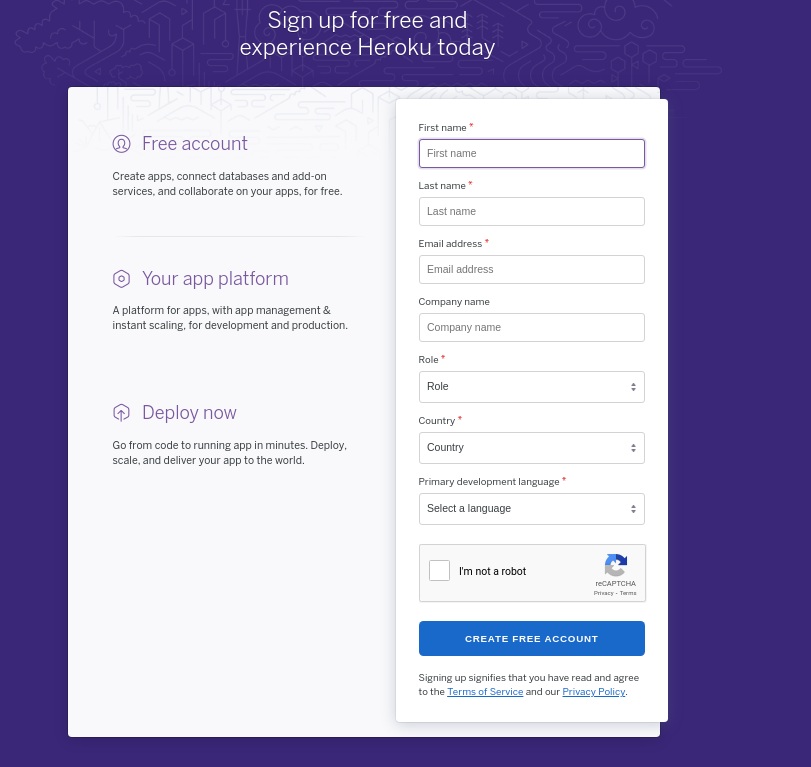 Sign up for free and
experience Heroku today
Free account
Create apps, connect databases and add-on
services, and collaborate on your apps, for free.
Your app platform
A platform for apps, with app management &
instant scaling, for development and production.
Deploy now
Go from code to running app in minutes. Deploy,
scale, and deliver your app to the world.
First name *
First name
Last name *
Last name
Email address *
Email address
Company name
Company name
Role *
Role
Country *
Country
Primary development language *
Select a language
I'm not a robot
reCAPTCHA
Privacy - Terms
CREATE FREE ACCOUNT
Signing up signifies that you have read and agree
to the Terms of Service and our Privacy Policy.